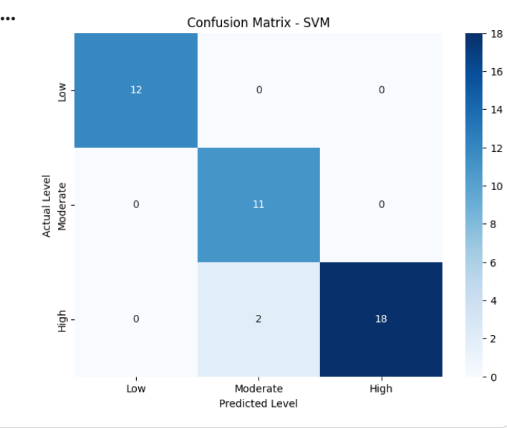 Confusion Matrix - SVM
Low
12
0
0
Moderate
0
11
0
High
0
2
18
Actual Level
Low
Moderate
High
Predicted Level
18
16
14
12
10
8
6
4
2
0